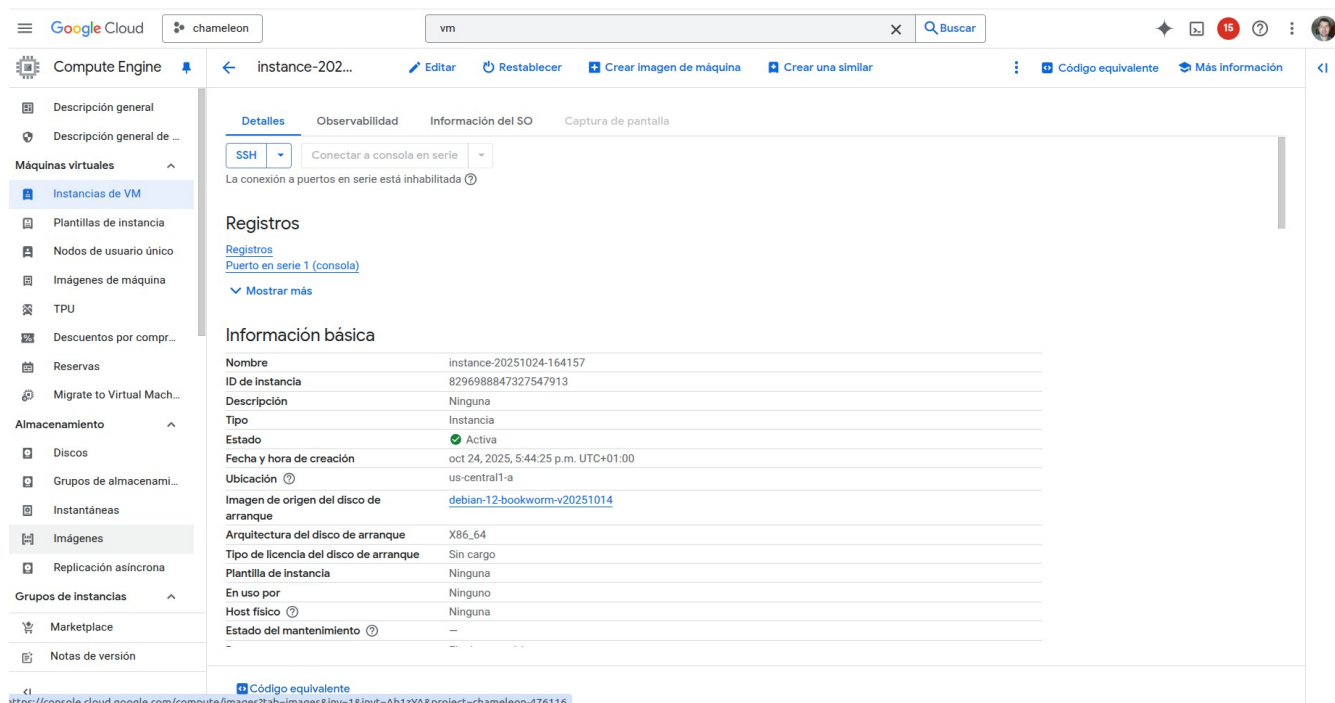 Google Cloud
chameleon
vm
Buscar
15
Compute Engine
instance-202...
Editar
Restablecer
Crear imagen de máquina
Crear una similar
Código equivalente
Más información
Descripción general
Descripción general de ...
Máquinas virtuales
Instancias de VM
Plantillas de instancia
Nodos de usuario único
Imágenes de máquina
TPU
Descuentos por compr...
Reservas
Migrate to Virtual Mach...
Almacenamiento
Discos
Grupos de almacenami...
Instantáneas
Imágenes
Replicación asíncrona
Grupos de instancias
Marketplace
Notas de versión
Detalles
Observabilidad
Información del SO
Captura de pantalla
SSH
Conectar a consola en serie
La conexión a puertos en serie está inhabilitada
Registros
Registros
Puerto en serie 1 (consola)
Mostrar más
Información básica
Nombre instance-20251024-164157
ID de instancia 8296988847327547913
Descripción Ninguna
Tipo Instancia
Estado Activa
Fecha y hora de creación oct 24, 2025, 5:44:25 p.m. UTC+01:00
Ubicación us-central1-a
Imagen de origen del disco de debian-12-bookworm-v20251014
arranque
Arquitectura del disco de arranque X86_64
Tipo de licencia del disco de arranque Sin cargo
Plantilla de instancia Ninguna
En uso por Ninguno
Host físico Ninguna
Estado del mantenimiento —
Código equivalente